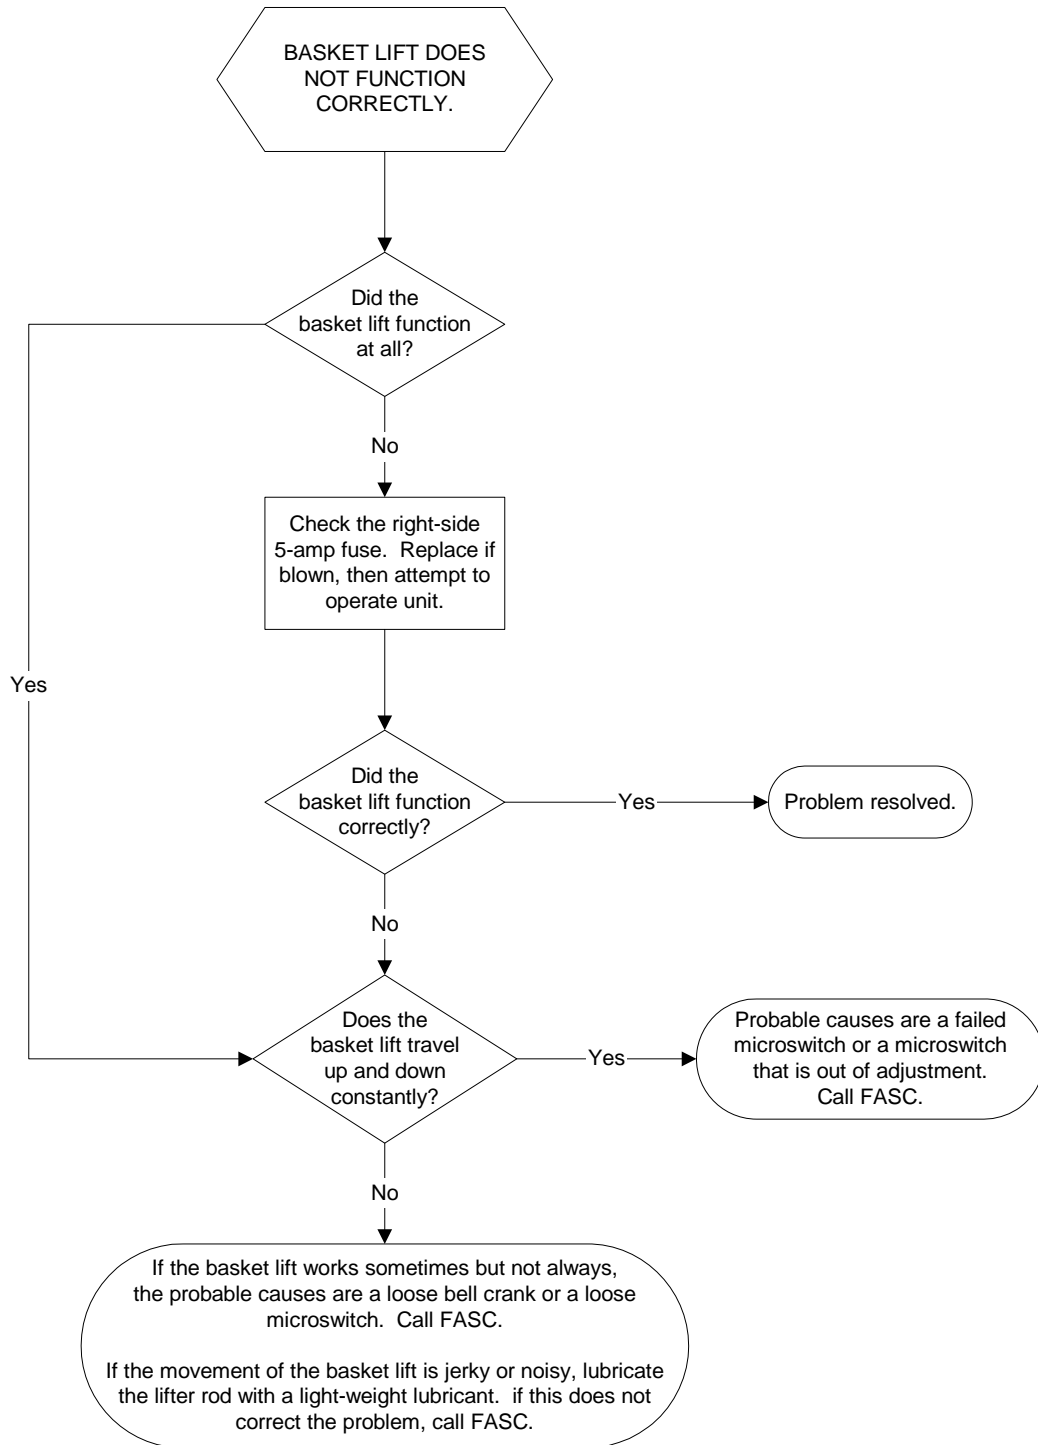 BASKET LIFT DOES
NOT FUNCTION
CORRECTLY.
Did the
basket lift function
at all?
No
Check the right-side
5-amp fuse.  Replace if
blown, then attempt to
operate unit.
Yes
Did the
basket lift function
correctly?
Yes
Problem resolved.
No
Does the
basket lift travel
up and down
constantly?
Yes
Probable causes are a failed
microswitch or a microswitch
that is out of adjustment.
Call FASC.
No
If the basket lift works sometimes but not always,
the probable causes are a loose bell crank or a loose
microswitch.  Call FASC.
If the movement of the basket lift is jerky or noisy, lubricate
the lifter rod with a light-weight lubricant.  if this does not
correct the problem, call FASC.